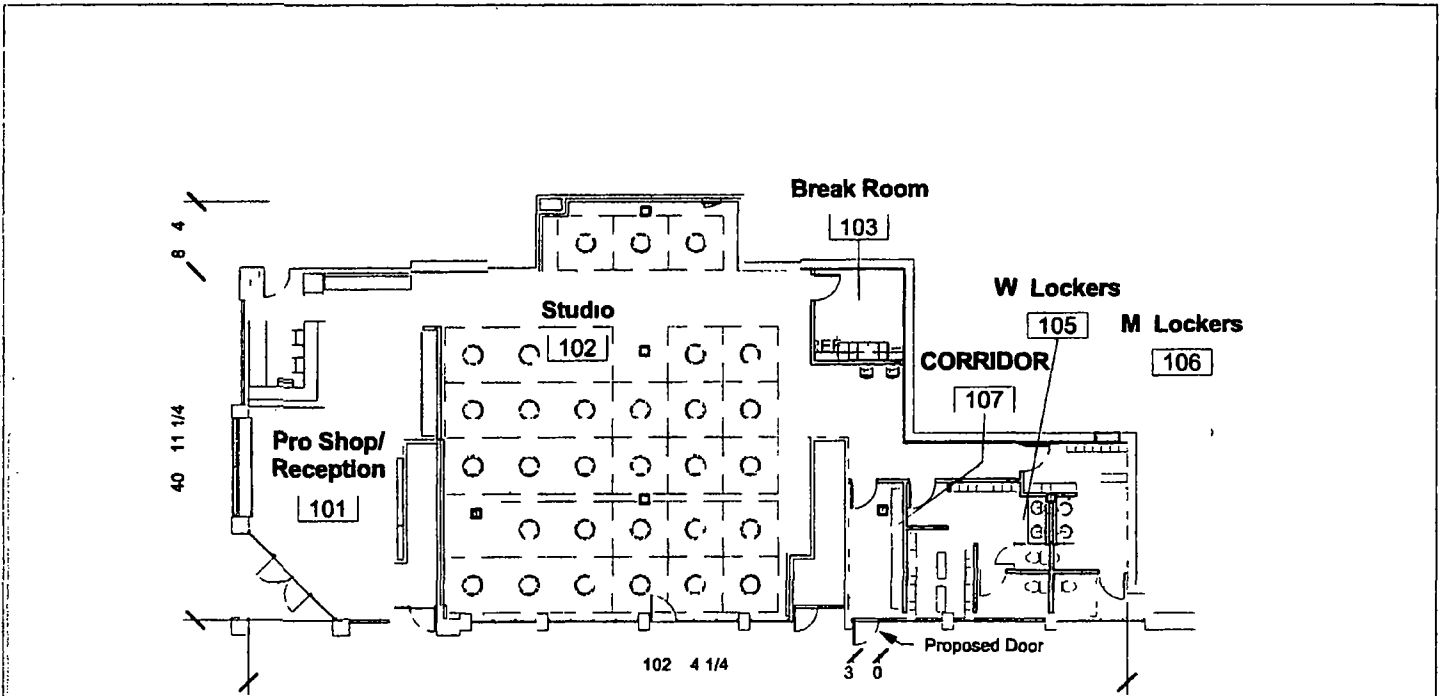 Break Room
103
8 4
W Lockers
105
M Lockers
106
Studio
102
CORRIDOR
107
Pro Shop/
Reception
101
40 11 1/4
Proposed Door
102 4 1/4
3 0